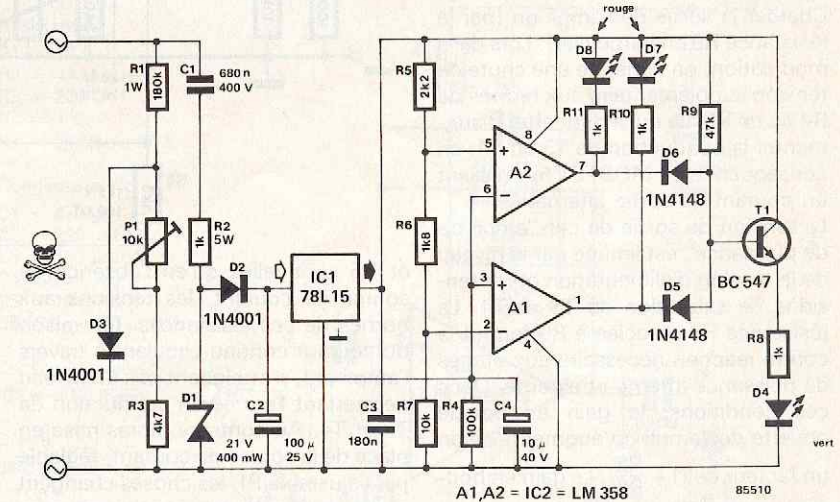 rouge
D8
D7
R1
1W
180k
C1
680 n
400 V
R5
2k2
R11
1k
R10
1k
R9
47k
5
+
8
A2
7
6
-
D6
1N4148
P1
10k
R2
1k
5W
R6
1k8
T1
BC 547
D2
1N4001
IC1
78L15
3
+
A1
1
2
-
4
D5
1N4148
D3
1N4001
R8
1k
D1
R3
4k7
21 V
400 mW
C2
100 µ
25 V
C3
180n
R7
10k
R4
100k
C4
10 µ
40 V
D4
vert
A1,A2 = IC2 = LM 358
85510